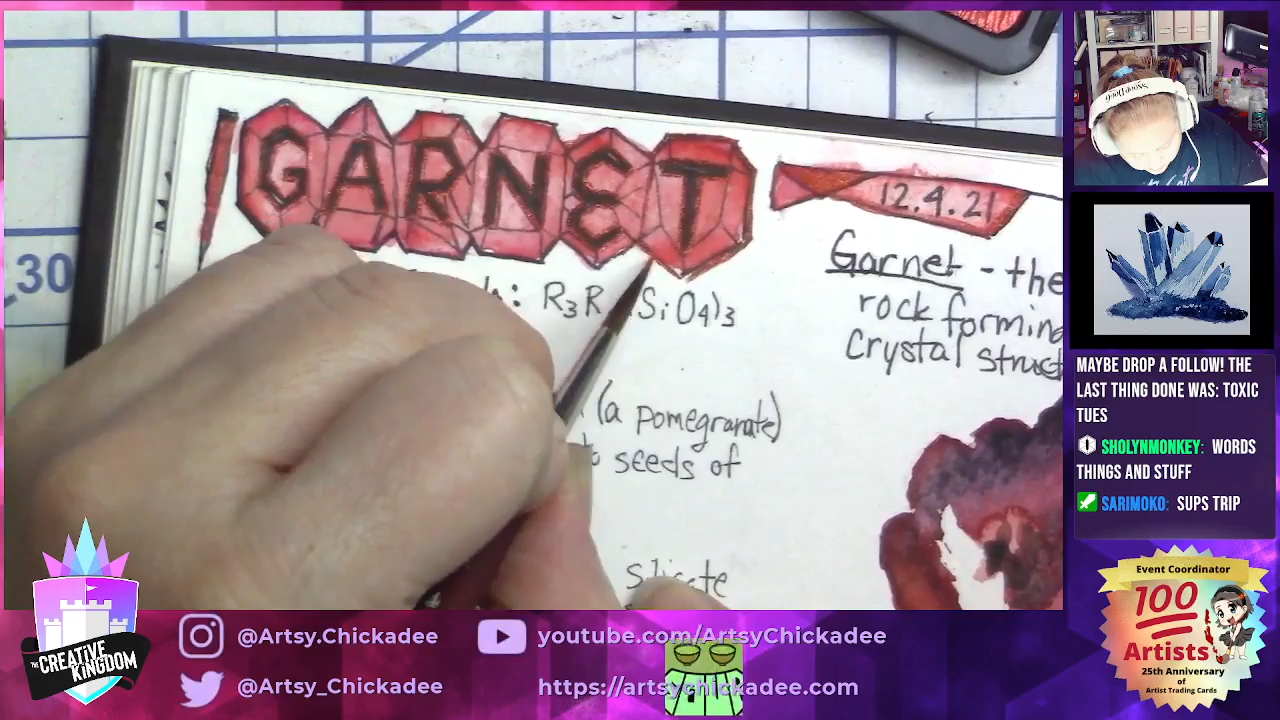 GARNET
12.4.21
30
Garnet - the
rock forming
Crystal struct
: R3R SiO4)3
(a pomegranate)
seeds of
silicate
MAYBE DROP A FOLLOW! THE
LAST THING DONE WAS: TOXIC
TUES
SHOLYNMONKEY: WORDS
THINGS AND STUFF
SARIMOKO: SUPS TRIP
THE CREATIVE
KINGDOM
@Artsy.Chickadee
youtube.com/ArtsyChickadee
@Artsy_Chickadee
https://artsychickadee.com
Event Coordinator
100
Artists
25th Anniversary
of
Artist Trading Cards